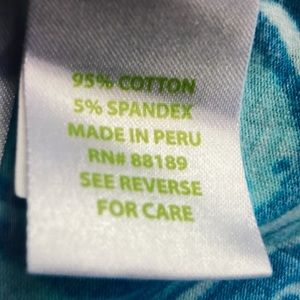 95% COTTON
5% SPANDEX
MADE IN PERU
RN# 88189
SEE REVERSE
FOR CARE